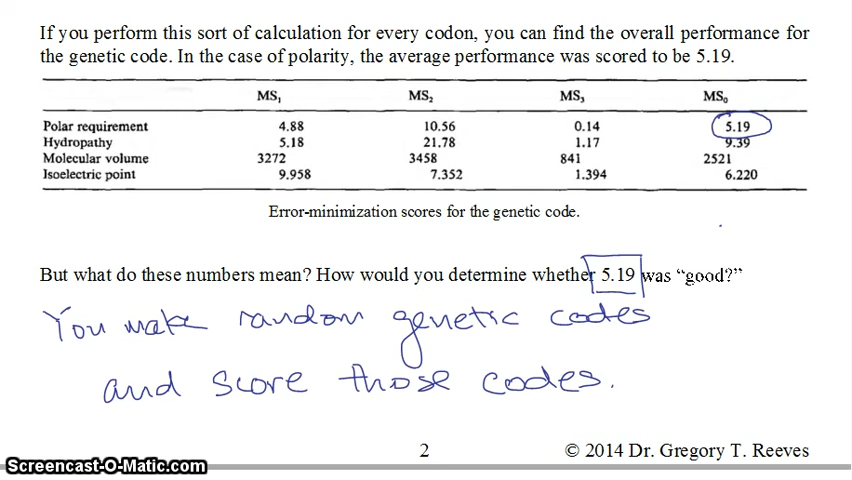 If you perform this sort of calculation for every codon, you can find the overall performance for
the genetic code. In the case of polarity, the average performance was scored to be 5.19.
MS₁ MS₂ MS₃ MS₀
Polar requirement 4.88 10.56 0.14 5.19
Hydropathy 5.18 21.78 1.17 9.39
Molecular volume 3272 3458 841 2521
Isoelectric point 9.958 7.352 1.394 6.220
Error-minimization scores for the genetic code.
But what do these numbers mean? How would you determine whether 5.19 was “good?”
You make random genetic codes
and score those codes.
2 © 2014 Dr. Gregory T. Reeves
Screencast-O-Matic.com